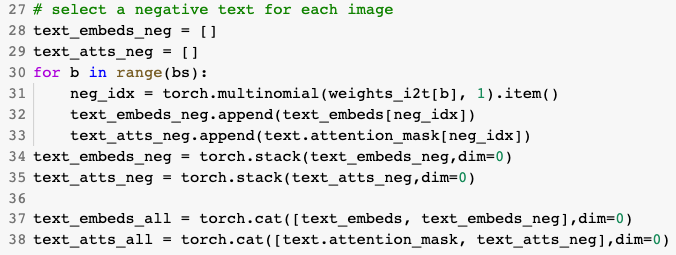 27 # select a negative text for each image
28 text_embeds_neg = []
29 text_atts_neg = []
30 for b in range(bs):
31     neg_idx = torch.multinomial(weights_i2t[b], 1).item()
32     text_embeds_neg.append(text_embeds[neg_idx])
33     text_atts_neg.append(text.attention_mask[neg_idx])
34 text_embeds_neg = torch.stack(text_embeds_neg,dim=0)
35 text_atts_neg = torch.stack(text_atts_neg,dim=0)
36
37 text_embeds_all = torch.cat([text_embeds, text_embeds_neg],dim=0)
38 text_atts_all = torch.cat([text.attention_mask, text_atts_neg],dim=0)